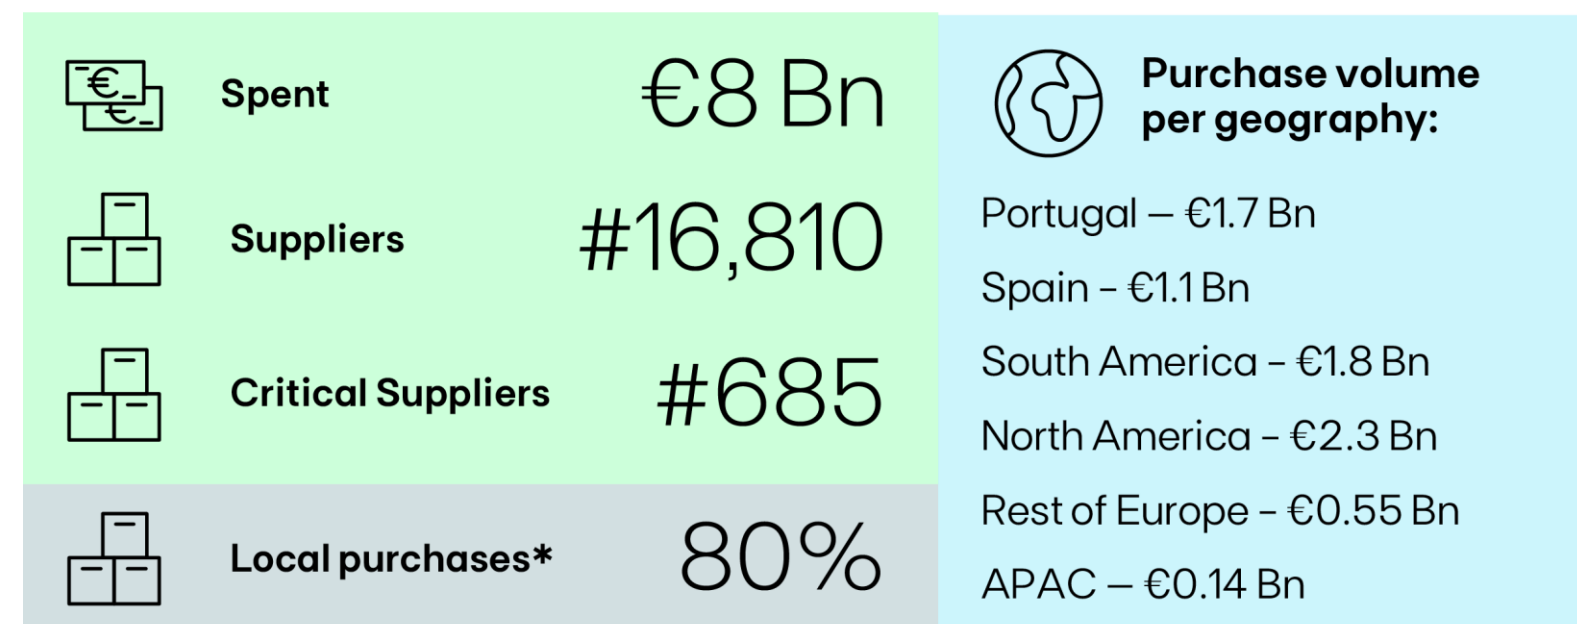 Spent €8 Bn
Suppliers #16,810
Critical Suppliers #685
Local purchases* 80%
Purchase volume
per geography:
Portugal — €1.7 Bn
Spain – €1.1 Bn
South America – €1.8 Bn
North America – €2.3 Bn
Rest of Europe – €0.55 Bn
APAC — €0.14 Bn